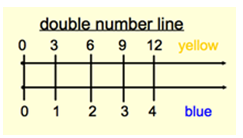 double number line
0 3 6 9 12 yellow
0 1 2 3 4 blue